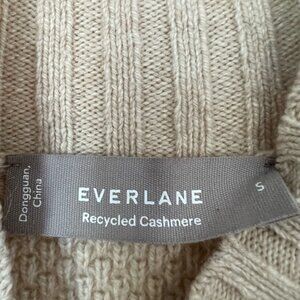 Dongguan,
China
EVERLANE
Recycled Cashmere
S